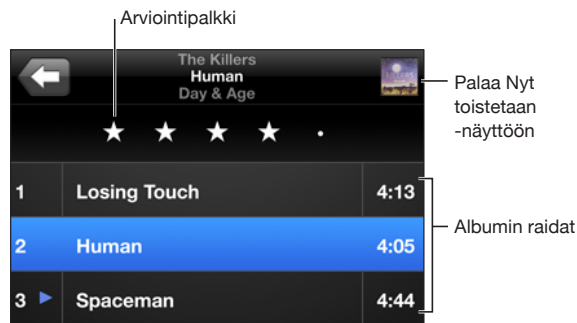 Arviointipalkki
The Killers
Human
Day & Age
Palaa Nyt
toistetaan
-näyttöön
1 Losing Touch 4:13
2 Human 4:05
3 Spaceman 4:44
Albumin raidat